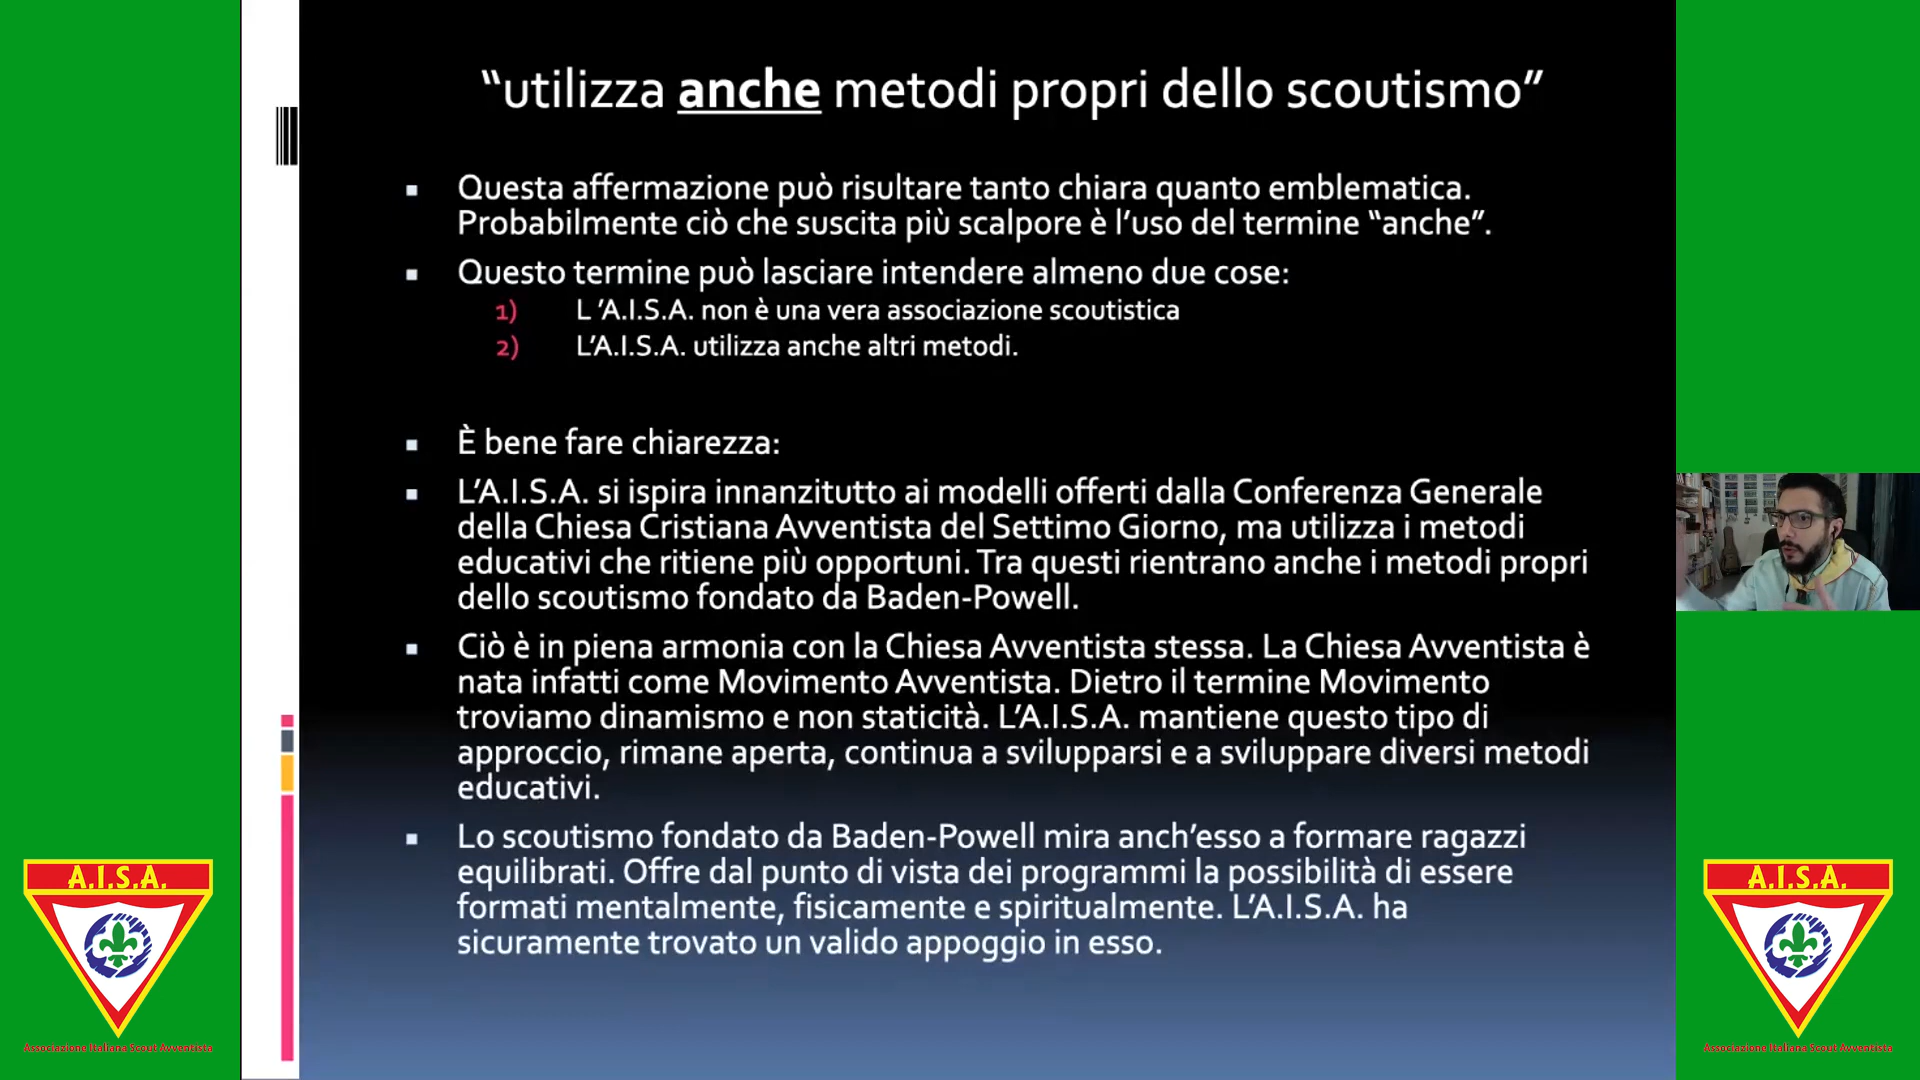 “utilizza anche metodi propri dello scoutismo”
Questa affermazione può risultare tanto chiara quanto emblematica.
Probabilmente ciò che suscita più scalpore è l’uso del termine “anche”.
Questo termine può lasciare intendere almeno due cose:
1) L ’A.I.S.A. non è una vera associazione scoutistica
2) L’A.I.S.A. utilizza anche altri metodi.
È bene fare chiarezza:
L’A.I.S.A. si ispira innanzitutto ai modelli offerti dalla Conferenza Generale
della Chiesa Cristiana Avventista del Settimo Giorno, ma utilizza i metodi
educativi che ritiene più opportuni. Tra questi rientrano anche i metodi propri
dello scoutismo fondato da Baden-Powell.
Ciò è in piena armonia con la Chiesa Avventista stessa. La Chiesa Avventista è
nata infatti come Movimento Avventista. Dietro il termine Movimento
troviamo dinamismo e non staticità. L’A.I.S.A. mantiene questo tipo di
approccio, rimane aperta, continua a svilupparsi e a sviluppare diversi metodi
educativi.
Lo scoutismo fondato da Baden-Powell mira anch’esso a formare ragazzi
equilibrati. Offre dal punto di vista dei programmi la possibilità di essere
formati mentalmente, fisicamente e spiritualmente. L’A.I.S.A. ha
sicuramente trovato un valido appoggio in esso.
A.I.S.A.
Associazione Italiana Scout Avventista
A.I.S.A.
Associazione Italiana Scout Avventista